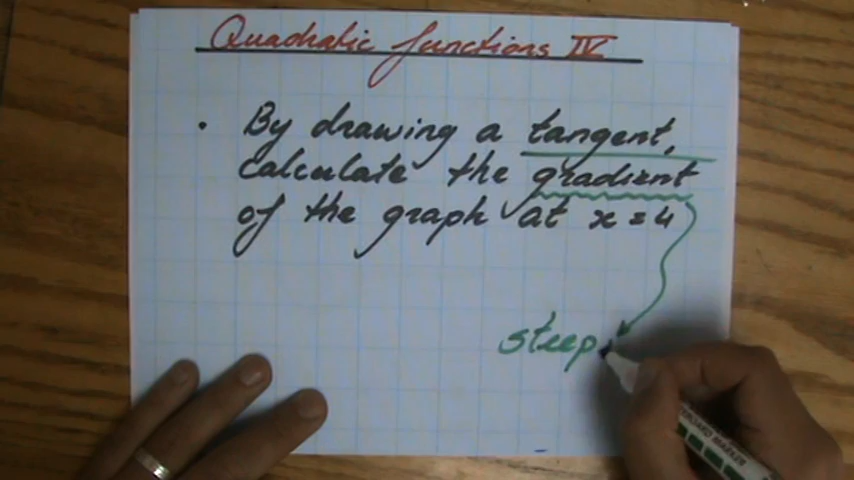 Quadratic functions IV
• By drawing a tangent,
calculate the gradient
of the graph at x = 4
steep